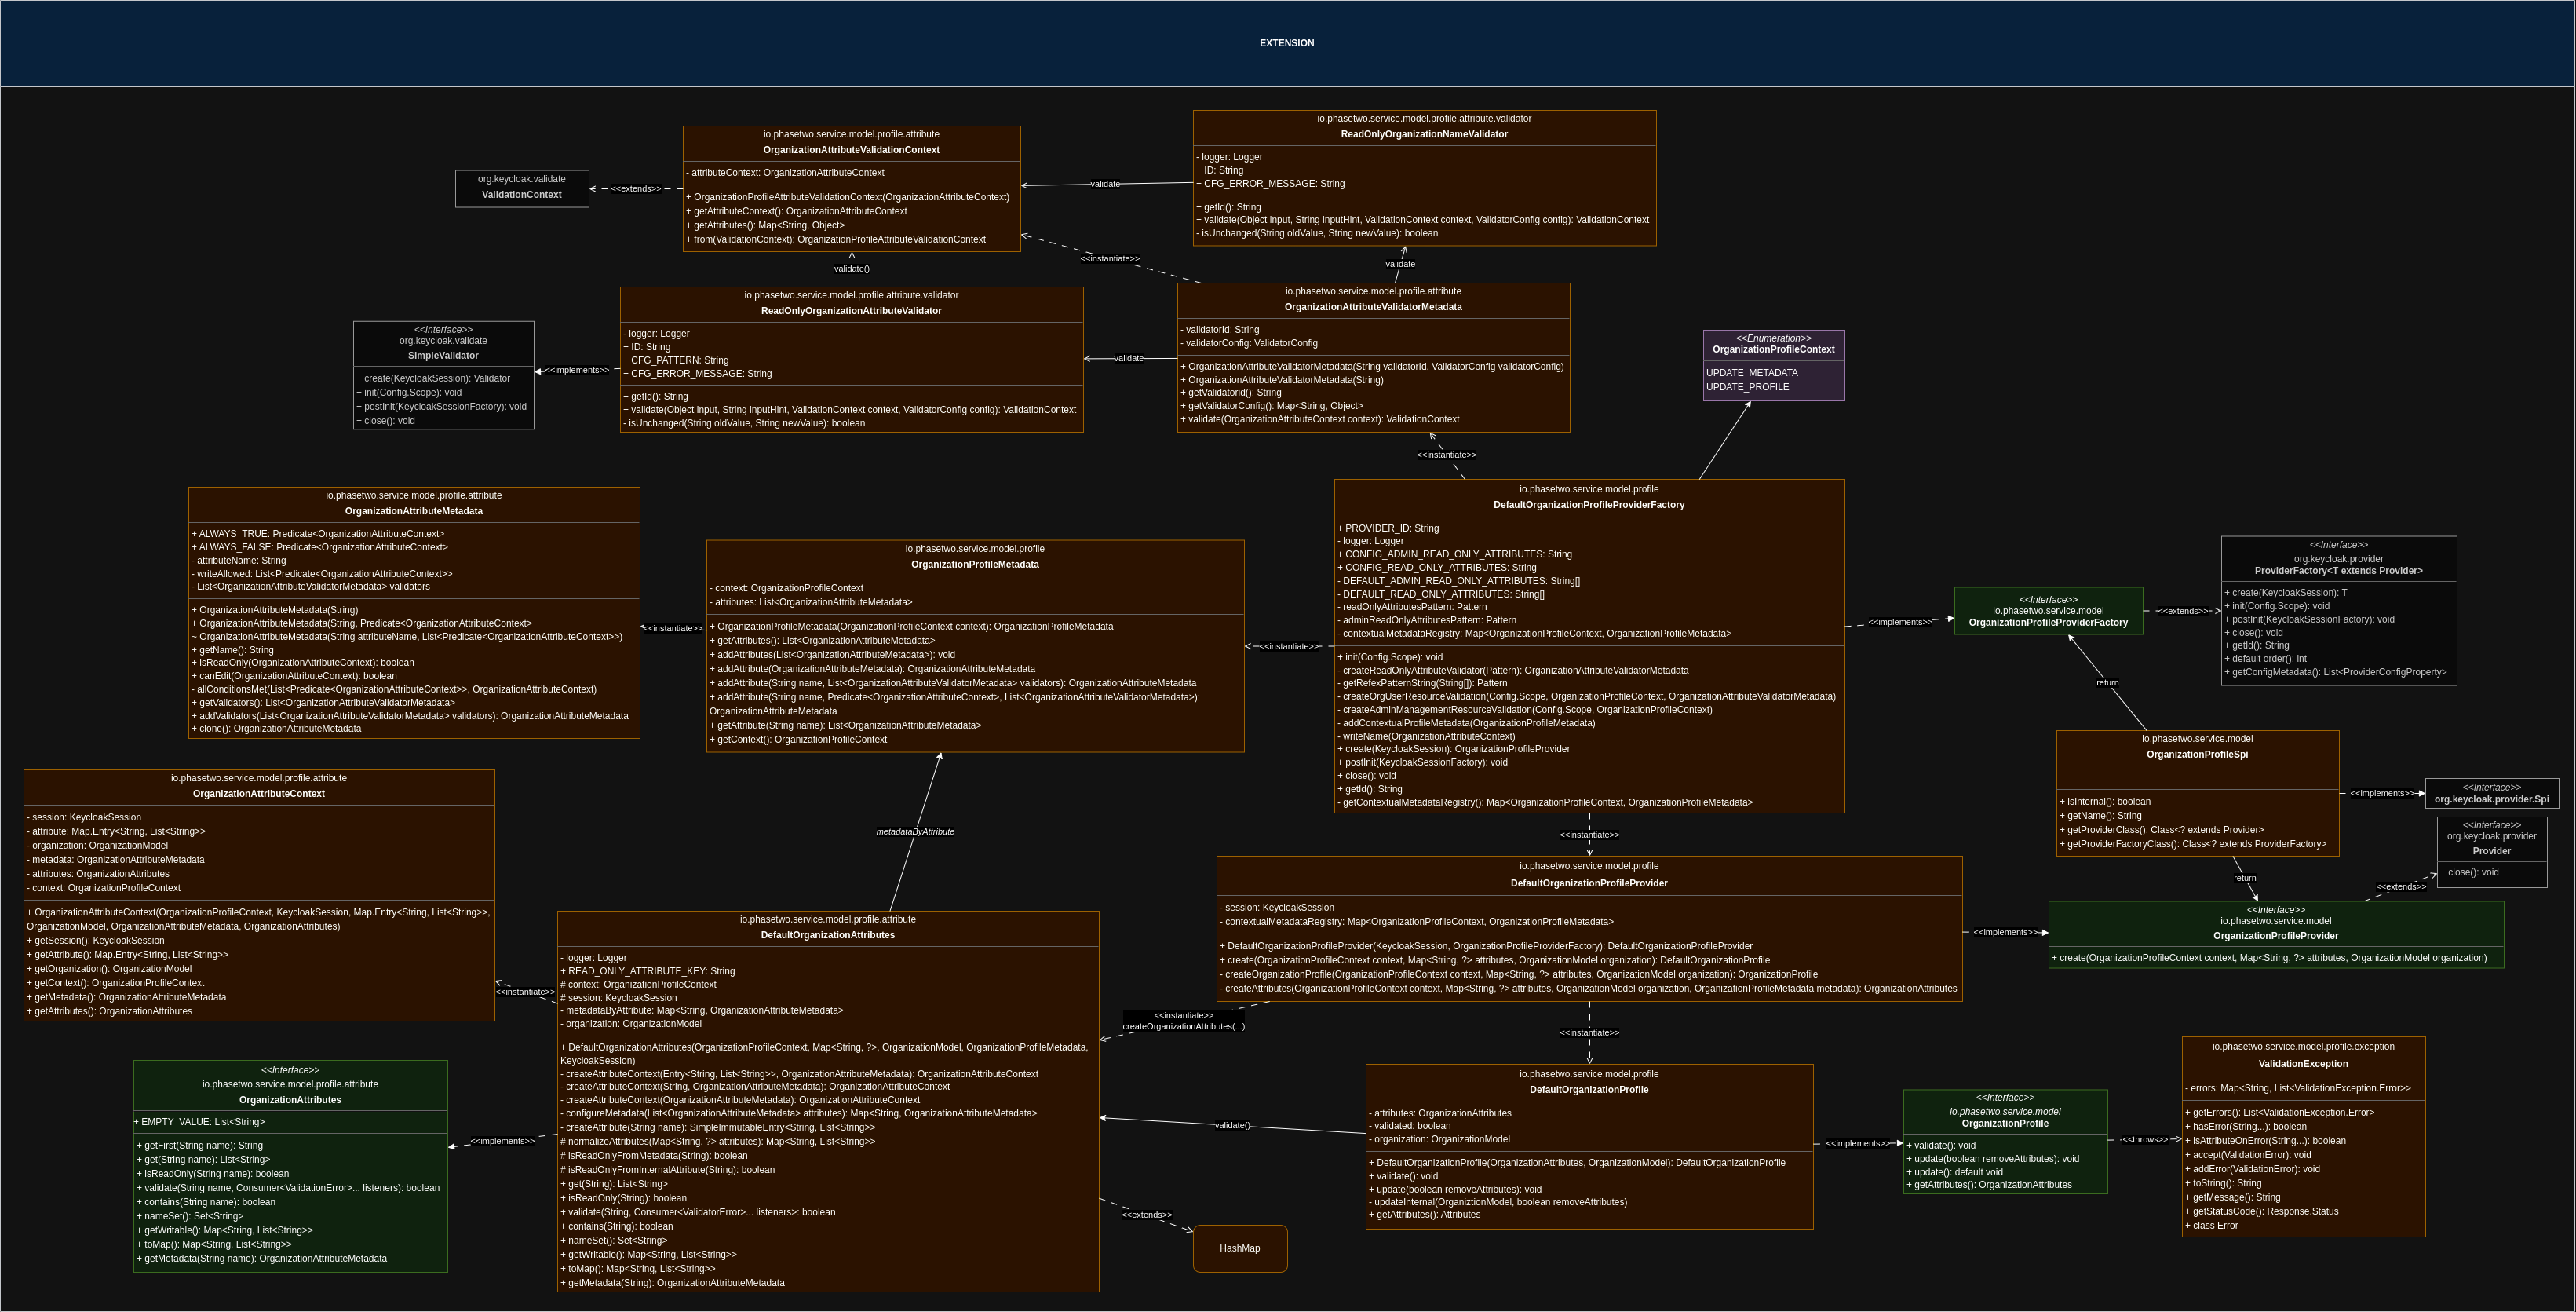 EXTENSION
io.phasetwo.service.model.profile.attribute
OrganizationAttributeValidationContext
- attributeContext: OrganizationAttributeContext
+ OrganizationProfileAttributeValidationContext(OrganizationAttributeContext)
+ getAttributeContext(): OrganizationAttributeContext
+ getAttributes(): Map<String, Object>
+ from(ValidationContext): OrganizationProfileAttributeValidationContext
io.phasetwo.service.model.profile.attribute.validator
ReadOnlyOrganizationNameValidator
- logger: Logger
+ ID: String
+ CFG_ERROR_MESSAGE: String
+ getId(): String
+ validate(Object input, String inputHint, ValidationContext context, ValidatorConfig config): ValidationContext
- isUnchanged(String oldValue, String newValue): boolean
org.keycloak.validate
ValidationContext
<<extends>>
validate
<<instantiate>>
validate
validate()
io.phasetwo.service.model.profile.attribute.validator
ReadOnlyOrganizationAttributeValidator
- logger: Logger
+ ID: String
+ CFG_PATTERN: String
+ CFG_ERROR_MESSAGE: String
+ getId(): String
+ validate(Object input, String inputHint, ValidationContext context, ValidatorConfig config): ValidationContext
- isUnchanged(String oldValue, String newValue): boolean
io.phasetwo.service.model.profile.attribute
OrganizationAttributeValidatorMetadata
- validatorId: String
- validatorConfig: ValidatorConfig
+ OrganizationAttributeValidatorMetadata(String validatorId, ValidatorConfig validatorConfig)
+ OrganizationAttributeValidatorMetadata(String)
+ getValidatorid(): String
+ getValidatorConfig(): Map<String, Object>
+ validate(OrganizationAttributeContext context): ValidationContext
<<Interface>>
org.keycloak.validate
SimpleValidator
+ create(KeycloakSession): Validator
+ init(Config.Scope): void
+ postInit(KeycloakSessionFactory): void
+ close(): void
<<implements>>
validate
<<Enumeration>>
OrganizationProfileContext
UPDATE_METADATA
UPDATE_PROFILE
<<instantiate>>
io.phasetwo.service.model.profile.attribute
OrganizationAttributeMetadata
+ ALWAYS_TRUE: Predicate<OrganizationAttributeContext>
+ ALWAYS_FALSE: Predicate<OrganizationAttributeContext>
- attributeName: String
- writeAllowed: List<Predicate<OrganizationAttributeContext>>
- List<OrganizationAttributeValidatorMetadata> validators
+ OrganizationAttributeMetadata(String)
+ OrganizationAttributeMetadata(String, Predicate<OrganizationAttributeContext>
~ OrganizationAttributeMetadata(String attributeName, List<Predicate<OrganizationAttributeContext>>)
+ getName(): String
+ isReadOnly(OrganizationAttributeContext): boolean
+ canEdit(OrganizationAttributeContext): boolean
- allConditionsMet(List<Predicate<OrganizationAttributeContext>>, OrganizationAttributeContext)
+ getValidators(): List<OrganizationAttributeValidatorMetadata>
+ addValidators(List<OrganizationAttributeValidatorMetadata> validators): OrganizationAttributeMetadata
+ clone(): OrganizationAttributeMetadata
<<instantiate>>
io.phasetwo.service.model.profile
OrganizationProfileMetadata
- context: OrganizationProfileContext
- attributes: List<OrganizationAttributeMetadata>
+ OrganizationProfileMetadata(OrganizationProfileContext context): OrganizationProfileMetadata
+ getAttributes(): List<OrganizationAttributeMetadata>
+ addAttributes(List<OrganizationAttributeMetadata>): void
+ addAttribute(OrganizationAttributeMetadata): OrganizationAttributeMetadata
+ addAttribute(String name, List<OrganizationAttributeValidatorMetadata> validators): OrganizationAttributeMetadata
+ addAttribute(String name, Predicate<OrganizationAttributeContext>, List<OrganizationAttributeValidatorMetadata>):
OrganizationAttributeMetadata
+ getAttribute(String name): List<OrganizationAttributeMetadata>
+ getContext(): OrganizationProfileContext
<<instantiate>>
io.phasetwo.service.model.profile
DefaultOrganizationProfileProviderFactory
+ PROVIDER_ID: String
- logger: Logger
+ CONFIG_ADMIN_READ_ONLY_ATTRIBUTES: String
+ CONFIG_READ_ONLY_ATTRIBUTES: String
- DEFAULT_ADMIN_READ_ONLY_ATTRIBUTES: String[]
- DEFAULT_READ_ONLY_ATTRIBUTES: String[]
- readOnlyAttributesPattern: Pattern
- adminReadOnlyAttributesPattern: Pattern
- contextualMetadataRegistry: Map<OrganizationProfileContext, OrganizationProfileMetadata>
+ init(Config.Scope): void
- createReadOnlyAttributeValidator(Pattern): OrganizationAttributeValidatorMetadata
- getRefexPatternString(String[]): Pattern
- createOrgUserResourceValidation(Config.Scope, OrganizationProfileContext, OrganizationAttributeValidatorMetadata)
- createAdminManagementResourceValidation(Config.Scope, OrganizationProfileContext)
- addContextualProfileMetadata(OrganizationProfileMetadata)
- writeName(OrganizationAttributeContext)
+ create(KeycloakSession): OrganizationProfileProvider
+ postInit(KeycloakSessionFactory): void
+ close(): void
+ getId(): String
- getContextualMetadataRegistry(): Map<OrganizationProfileContext, OrganizationProfileMetadata>
<<implements>>
<<Interface>>
io.phasetwo.service.model
OrganizationProfileProviderFactory
<<extends>>
<<Interface>>
org.keycloak.provider
ProviderFactory<T extends Provider>
+ create(KeycloakSession): T
+ init(Config.Scope): void
+ postInit(KeycloakSessionFactory): void
+ close(): void
+ getId(): String
+ default order(): int
+ getConfigMetadata(): List<ProviderConfigProperty>
return
io.phasetwo.service.model
OrganizationProfileSpi
+ isInternal(): boolean
+ getName(): String
+ getProviderClass(): Class<? extends Provider>
+ getProviderFactoryClass(): Class<? extends ProviderFactory>
<<implements>>
<<Interface>>
org.keycloak.provider.Spi
<<Interface>>
org.keycloak.provider
Provider
+ close(): void
return
<<extends>>
io.phasetwo.service.model.profile.attribute
OrganizationAttributeContext
- session: KeycloakSession
- attribute: Map.Entry<String, List<String>>
- organization: OrganizationModel
- metadata: OrganizationAttributeMetadata
- attributes: OrganizationAttributes
- context: OrganizationProfileContext
+ OrganizationAttributeContext(OrganizationProfileContext, KeycloakSession, Map.Entry<String, List<String>>,
OrganizationModel, OrganizationAttributeMetadata, OrganizationAttributes)
+ getSession(): KeycloakSession
+ getAttribute(): Map.Entry<String, List<String>>
+ getOrganization(): OrganizationModel
+ getContext(): OrganizationProfileContext
+ getMetadata(): OrganizationAttributeMetadata
+ getAttributes(): OrganizationAttributes
metadataByAttribute
<<instantiate>>
io.phasetwo.service.model.profile
DefaultOrganizationProfileProvider
- session: KeycloakSession
- contextualMetadataRegistry: Map<OrganizationProfileContext, OrganizationProfileMetadata>
+ DefaultOrganizationProfileProvider(KeycloakSession, OrganizationProfileProviderFactory): DefaultOrganizationProfileProvider
+ create(OrganizationProfileContext context, Map<String, ?> attributes, OrganizationModel organization): DefaultOrganizationProfile
- createOrganizationProfile(OrganizationProfileContext context, Map<String, ?> attributes, OrganizationModel organization): OrganizationProfile
- createAttributes(OrganizationProfileContext context, Map<String, ?> attributes, OrganizationModel organization, OrganizationProfileMetadata metadata): OrganizationAttributes
<<implements>>
<<Interface>>
io.phasetwo.service.model
OrganizationProfileProvider
+ create(OrganizationProfileContext context, Map<String, ?> attributes, OrganizationModel organization)
<<instantiate>>
io.phasetwo.service.model.profile.attribute
DefaultOrganizationAttributes
- logger: Logger
+ READ_ONLY_ATTRIBUTE_KEY: String
# context: OrganizationProfileContext
# session: KeycloakSession
- metadataByAttribute: Map<String, OrganizationAttributeMetadata>
- organization: OrganizationModel
+ DefaultOrganizationAttributes(OrganizationProfileContext, Map<String, ?>, OrganizationModel, OrganizationProfileMetadata,
KeycloakSession)
- createAttributeContext(Entry<String, List<String>>, OrganizationAttributeMetadata): OrganizationAttributeContext
- createAttributeContext(String, OrganizationAttributeMetadata): OrganizationAttributeContext
- createAttributeContext(OrganizationAttributeMetadata): OrganizationAttributeContext
- configureMetadata(List<OrganizationAttributeMetadata> attributes): Map<String, OrganizationAttributeMetadata>
- createAttribute(String name): SimpleImmutableEntry<String, List<String>>
# normalizeAttributes(Map<String, ?> attributes): Map<String, List<String>>
# isReadOnlyFromMetadata(String): boolean
# isReadOnlyFromInternalAttribute(String): boolean
+ get(String): List<String>
+ isReadOnly(String): boolean
+ validate(String, Consumer<ValidatorError>... listeners>: boolean
+ contains(String): boolean
+ nameSet(): Set<String>
+ getWritable(): Map<String, List<String>>
+ toMap(): Map<String, List<String>>
+ getMetadata(String): OrganizationAttributeMetadata
<<instantiate>>
createOrganizationAttributes(...)
<<instantiate>>
<<Interface>>
io.phasetwo.service.model.profile.attribute
OrganizationAttributes
+ EMPTY_VALUE: List<String>
+ getFirst(String name): String
+ get(String name): List<String>
+ isReadOnly(String name): boolean
+ validate(String name, Consumer<ValidationError>... listeners): boolean
+ contains(String name): boolean
+ nameSet(): Set<String>
+ getWritable(): Map<String, List<String>>
+ toMap(): Map<String, List<String>>
+ getMetadata(String name): OrganizationAttributeMetadata
<<implements>>
validate()
<<extends>>
HashMap
io.phasetwo.service.model.profile
DefaultOrganizationProfile
- attributes: OrganizationAttributes
- validated: boolean
- organization: OrganizationModel
+ DefaultOrganizationProfile(OrganizationAttributes, OrganizationModel): DefaultOrganizationProfile
+ validate(): void
+ update(boolean removeAttributes): void
- updateInternal(OrganiztionModel, boolean removeAttributes)
+ getAttributes(): Attributes
<<implements>>
<<Interface>>
io.phasetwo.service.model
OrganizationProfile
+ validate(): void
+ update(boolean removeAttributes): void
+ update(): default void
+ getAttributes(): OrganizationAttributes
<<throws>>
io.phasetwo.service.model.profile.exception
ValidationException
- errors: Map<String, List<ValidationException.Error>>
+ getErrors(): List<ValidationException.Error>
+ hasError(String...): boolean
+ isAttributeOnError(String...): boolean
+ accept(ValidationError): void
+ addError(ValidationError): void
+ toString(): String
+ getMessage(): String
+ getStatusCode(): Response.Status
+ class Error